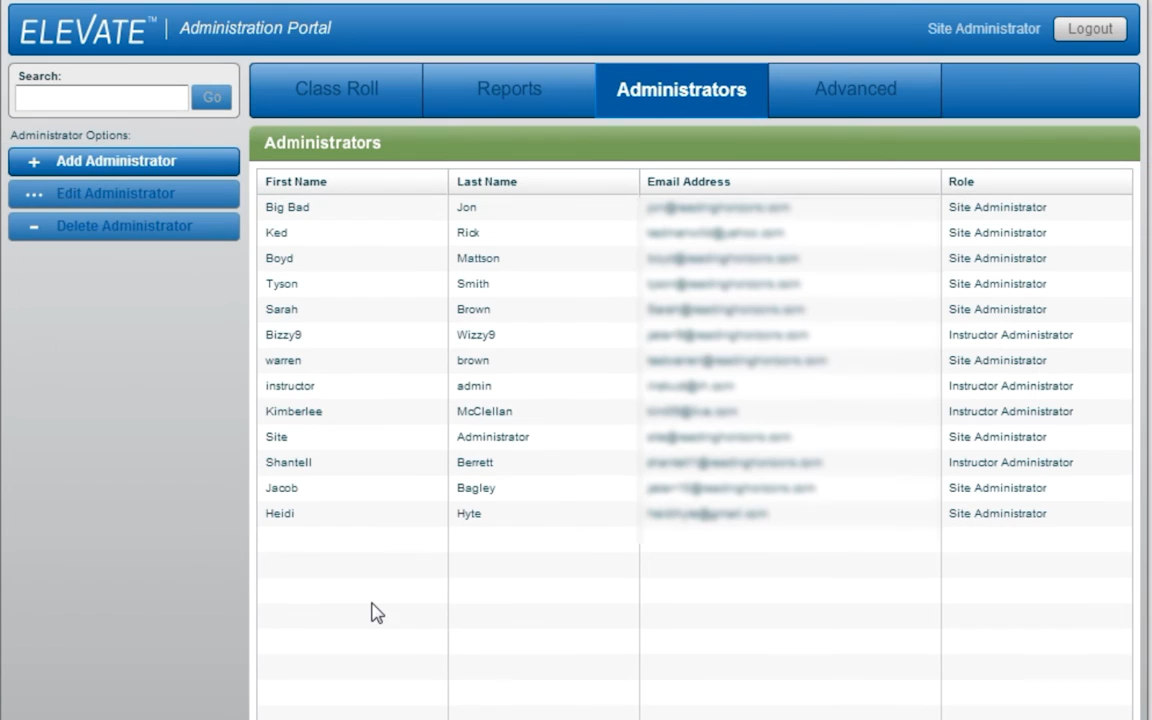 ELEVATE™ | Administration Portal
Site Administrator Logout
Search:
Go
Class Roll Reports Administrators Advanced
Administrator Options:
+ Add Administrator
... Edit Administrator
- Delete Administrator
Administrators
First Name Last Name Email Address Role
Big Bad Jon Site Administrator
Ked Rick Site Administrator
Boyd Mattson Site Administrator
Tyson Smith Site Administrator
Sarah Brown Site Administrator
Bizzy9 Wizzy9 Instructor Administrator
warren brown Site Administrator
instructor admin Instructor Administrator
Kimberlee McClellan Instructor Administrator
Site Administrator Site Administrator
Shantell Berrett Instructor Administrator
Jacob Bagley Site Administrator
Heidi Hyte Site Administrator